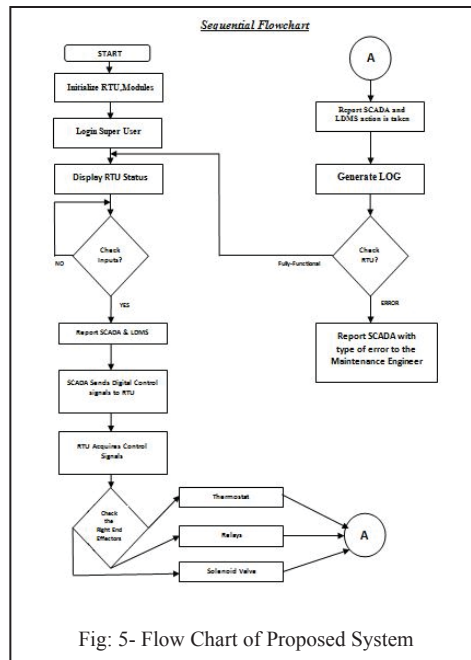 Sequential Flowchart
START
Initialize RTU,Modules
Login Super User
Display RTU Status
Check
Inputs?
NO
YES
Report SCADA & LDMS
SCADA Sends Digital Control
signals to RTU
RTU Acquires Control
Signals
Check
the
Right End
Effectors
Thermostat
Relays
Solenoid Valve
A
A
Report SCADA and
LDMS action is taken
Generate LOG
Check
RTU?
Fully-Functional
ERROR
Report SCADA with
type of error to the
Maintenance Engineer
Fig: 5- Flow Chart of Proposed System